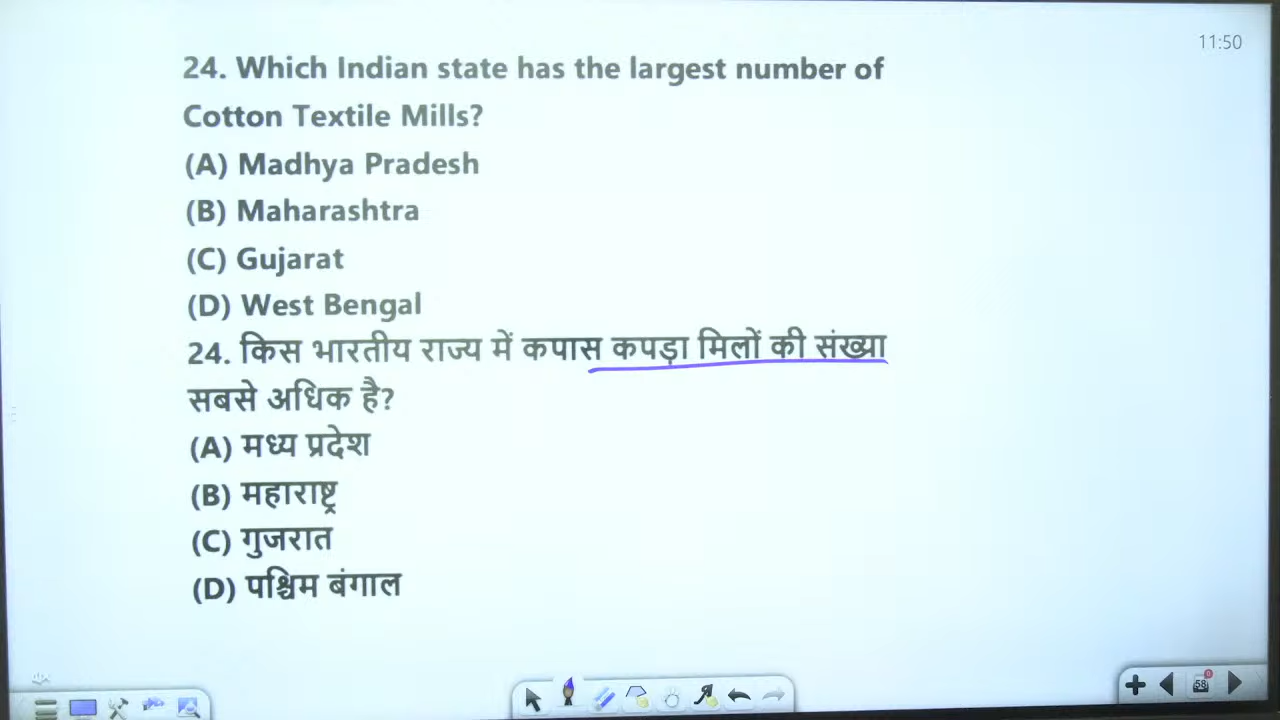 11:50
24. Which Indian state has the largest number of
Cotton Textile Mills?
(A) Madhya Pradesh
(B) Maharashtra
(C) Gujarat
(D) West Bengal
24. किस भारतीय राज्य में कपास कपड़ा मिलों की संख्या
सबसे अधिक है?
(A) मध्य प्रदेश
(B) महाराष्ट्र
(C) गुजरात
(D) पश्चिम बंगाल
58